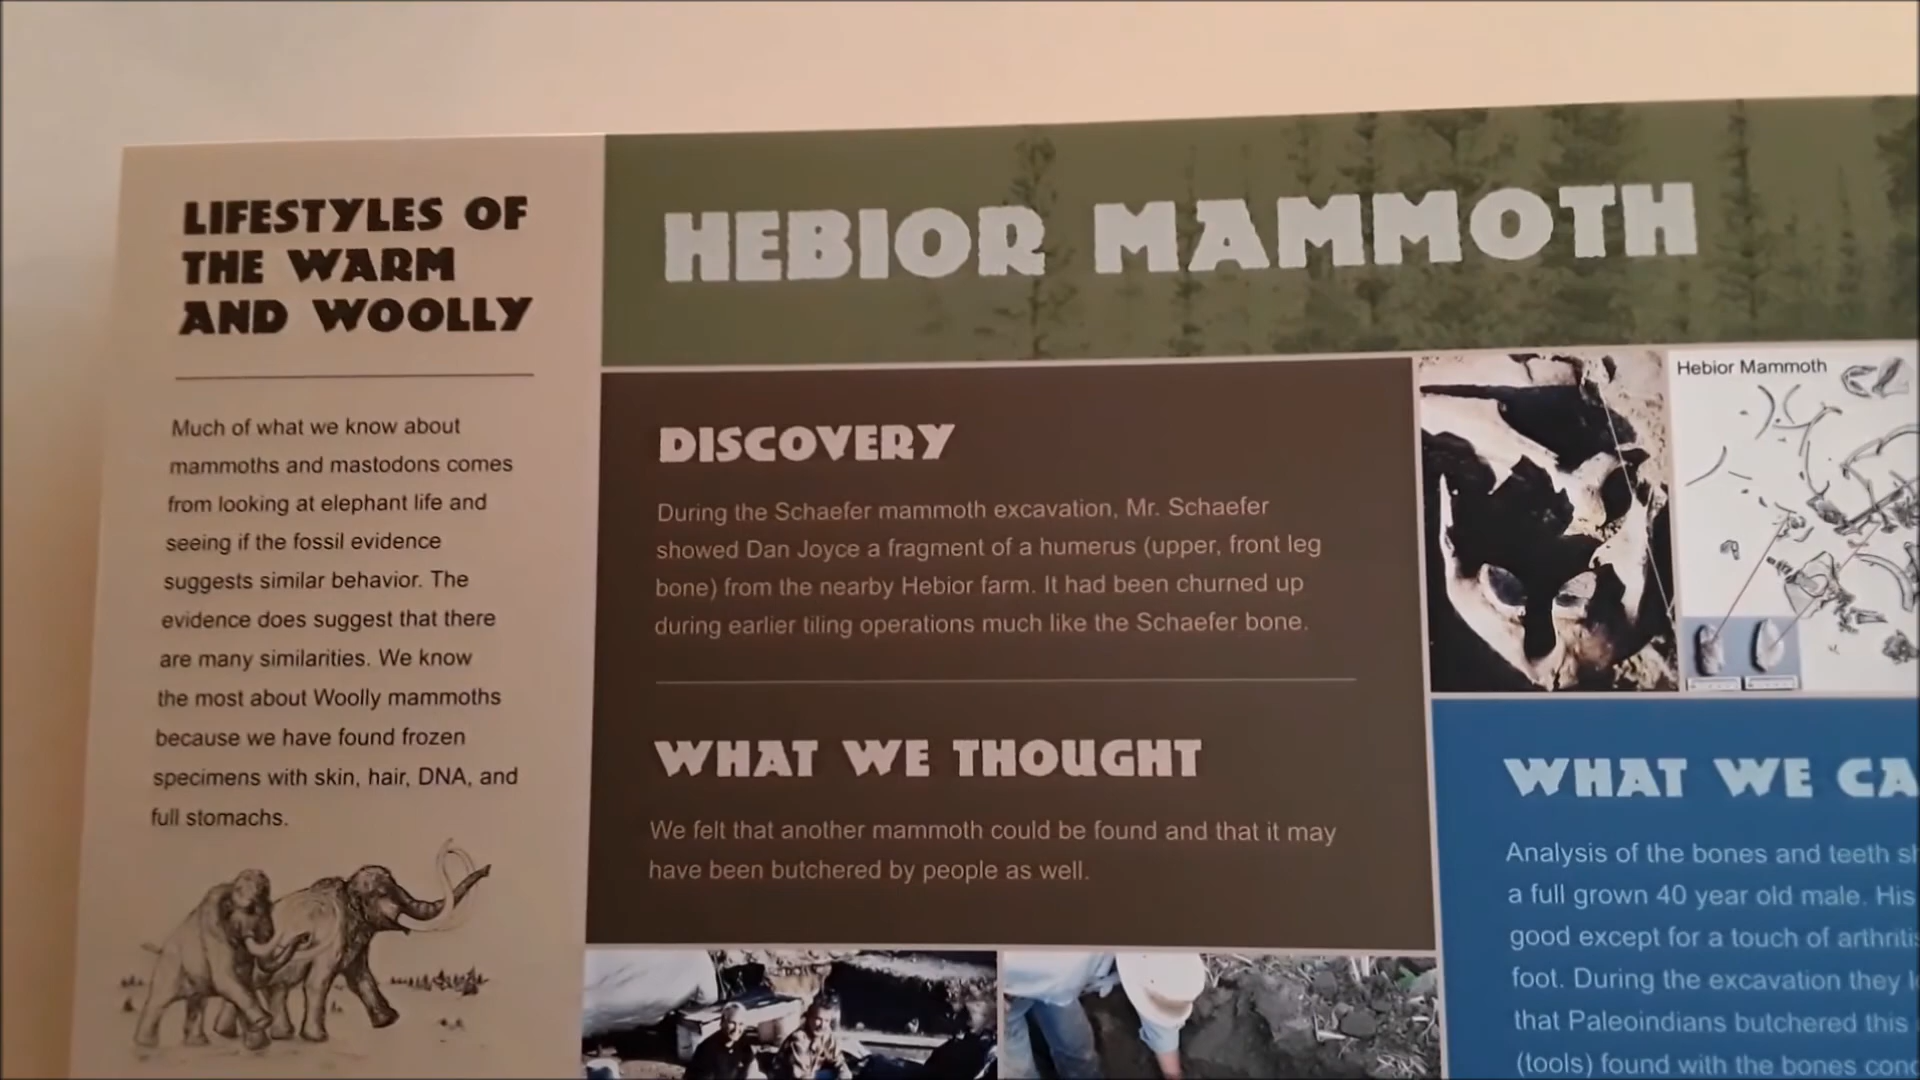 LIFESTYLES OF
THE WARM
AND WOOLLY
Much of what we know about
mammoths and mastodons comes
from looking at elephant life and
seeing if the fossil evidence
suggests similar behavior. The
evidence does suggest that there
are many similarities. We know
the most about Woolly mammoths
because we have found frozen
specimens with skin, hair, DNA, and
full stomachs.
HEBIOR MAMMOTH
DISCOVERY
During the Schaefer mammoth excavation, Mr. Schaefer
showed Dan Joyce a fragment of a humerus (upper, front leg
bone) from the nearby Hebior farm. It had been churned up
during earlier tiling operations much like the Schaefer bone.
WHAT WE THOUGHT
We felt that another mammoth could be found and that it may
have been butchered by people as well.
Hebior Mammoth
WHAT WE
Analysis of the bones and teeth
a full grown 40 year old male. His
good except for a touch of
foot. During the excavation they
that Paleoindians butchered this
(tools) found with the bones